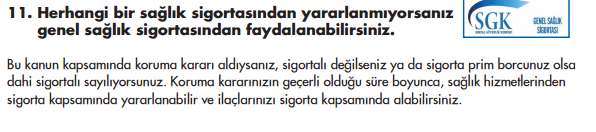 11. Herhangi bir sağlık sigortasından yararlanmıyorsanız
genel sağlık sigortasından faydalanabilirsiniz.
SGK
GENEL SAĞLIK
SİGORTASI
Bu kanun kapsamında koruma kararı aldıysanız, sigortalı değilseniz ya da sigorta prim borcunuz olsa
dahi sigortalı sayılıyorsunuz. Koruma kararınızın geçerli olduğu süre boyunca, sağlık hizmetlerinden
sigorta kapsamında yararlanabilir ve ilaçlarınızı sigorta kapsamında alabilirsiniz.